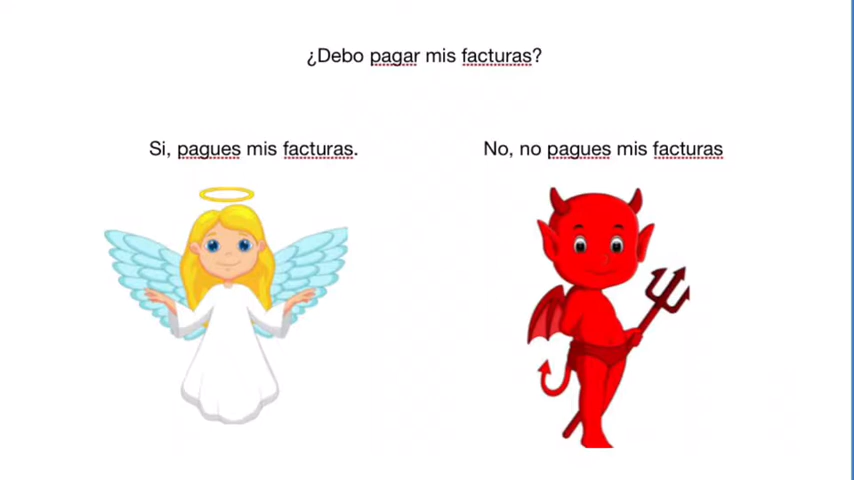 ¿Debo pagar mis facturas?
Si, pagues mis facturas.
No, no pagues mis facturas